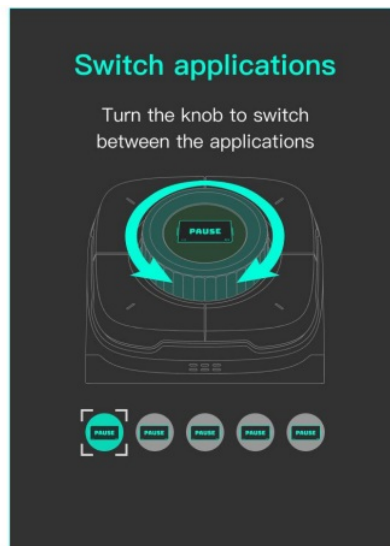 Switch applications
Turn the knob to switch
between the applications
PAUSE
PAUSE PAUSE PAUSE PAUSE PAUSE